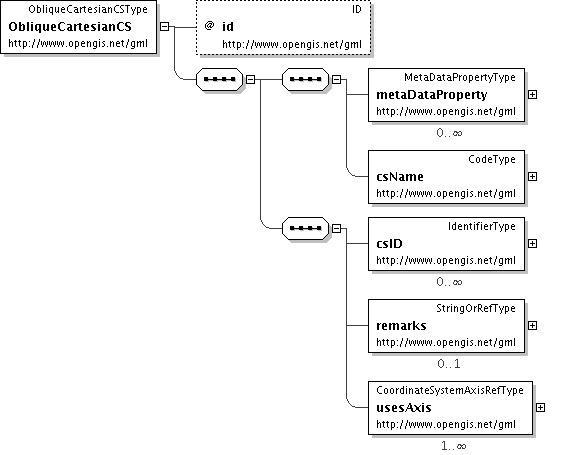 ObliqueCartesianCSType
ObliqueCartesianCS
http://www.opengis.net/gml
ID
@ id
http://www.opengis.net/gml
MetaDataPropertyType
metaDataProperty
http://www.opengis.net/gml
0..∞
CodeType
csName
http://www.opengis.net/gml
IdentifierType
csID
http://www.opengis.net/gml
0..∞
StringOrRefType
remarks
http://www.opengis.net/gml
0..1
CoordinateSystemAxisRefType
usesAxis
http://www.opengis.net/gml
1..∞